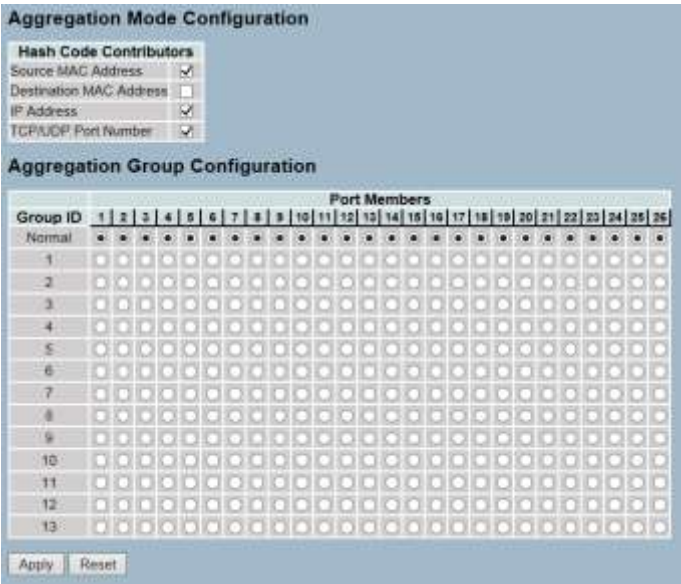 Aggregation Mode Configuration
Hash Code Contributors
Source MAC Address
Destination MAC Address
IP Address
TCP/UDP Port Number
Aggregation Group Configuration
Port Members
Group ID 1 2 3 4 5 6 7 8 9 10 11 12 13 14 15 16 17 18 19 20 21 22 23 24 25 26
Normal
1
2
3
4
5
6
7
8
9
10
11
12
13
Apply Reset